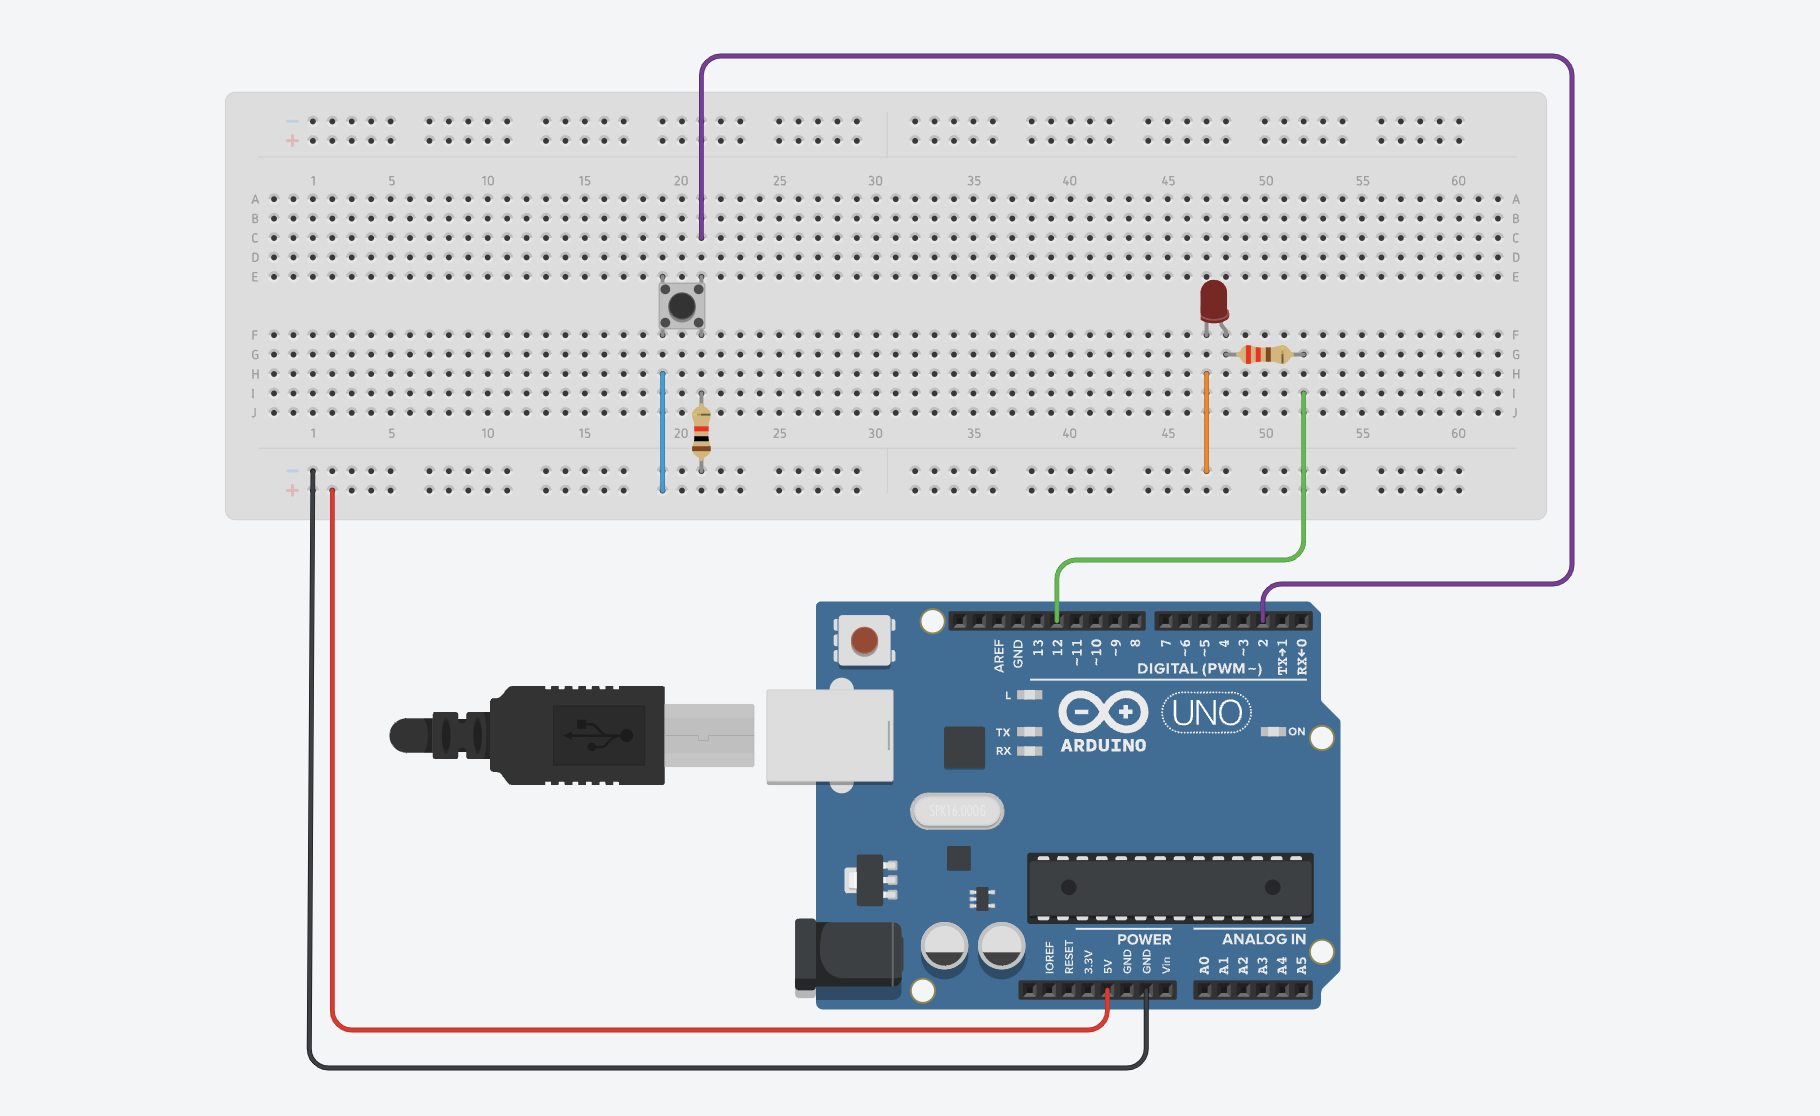 − −
+ +
1 5 10 15 20 25 30 35 40 45 50 55 60
A A
B B
C C
D D
E E
F F
G G
H H
I I
J J
1 5 10 15 20 25 30 35 40 45 50 55 60
−
+
AREF GND 13 12 ~11 ~10 ~9 8 7 ~6 ~5 4 ~3 2 TX→1 RX←0
DIGITAL (PWM~)
L
TX
RX
UNO
ON
ARDUINO
SPK16.000G
POWER
ANALOG IN
IOREF RESET 3.3V 5V GND GND Vin A0 A1 A2 A3 A4 A5